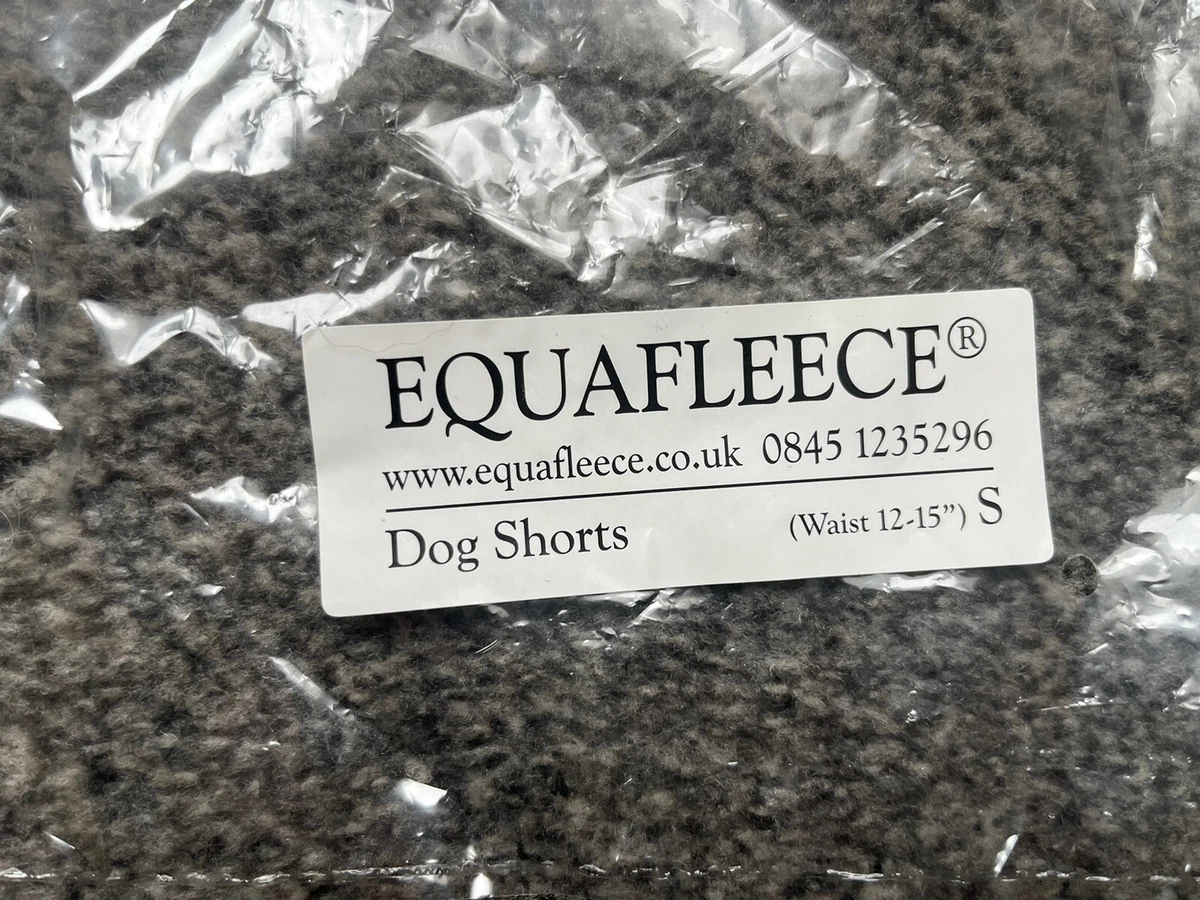 EQUAFLEECE®
www.equafleece.co.uk 0845 1235296
Dog Shorts (Waist 12-15”) S